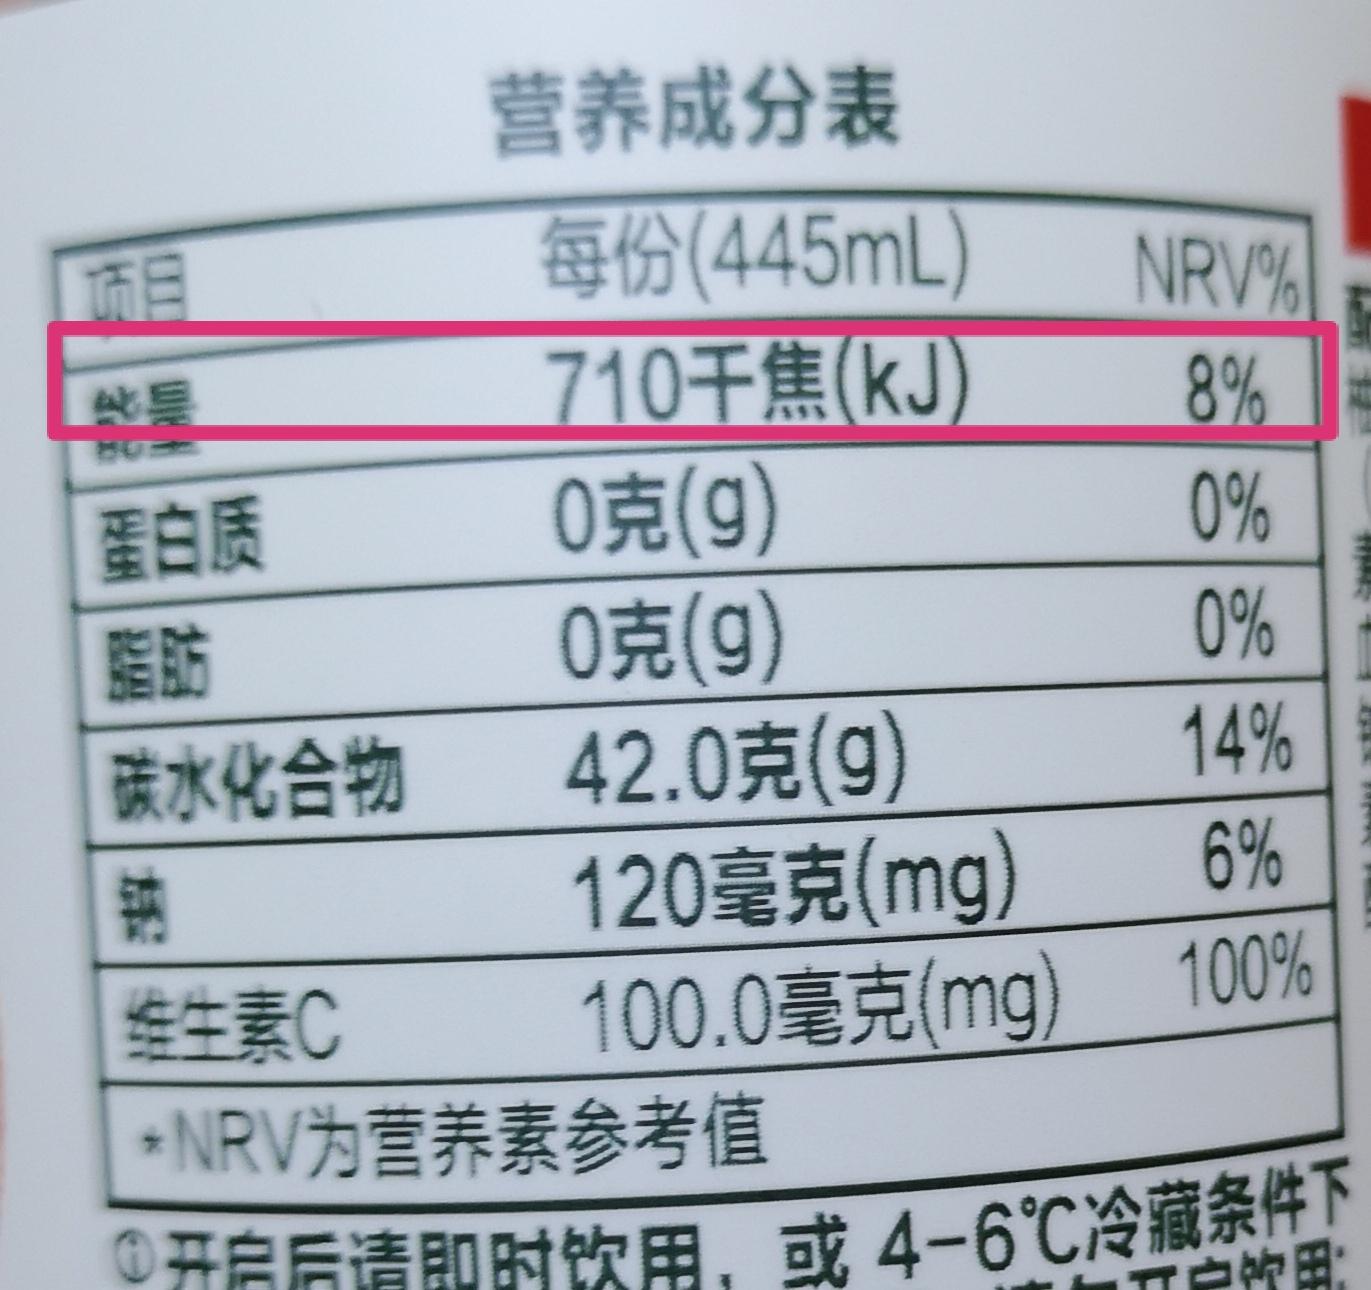 营养成分表
项目 每份(445mL) NRV%
能量 710千焦(kJ) 8%
蛋白质 0克(g) 0%
脂肪 0克(g) 0%
碳水化合物 42.0克(g) 14%
钠 120毫克(mg) 6%
维生素C 100.0毫克(mg) 100%
*NRV为营养素参考值
①开启后请即时饮用，或 4-6℃冷藏条件下